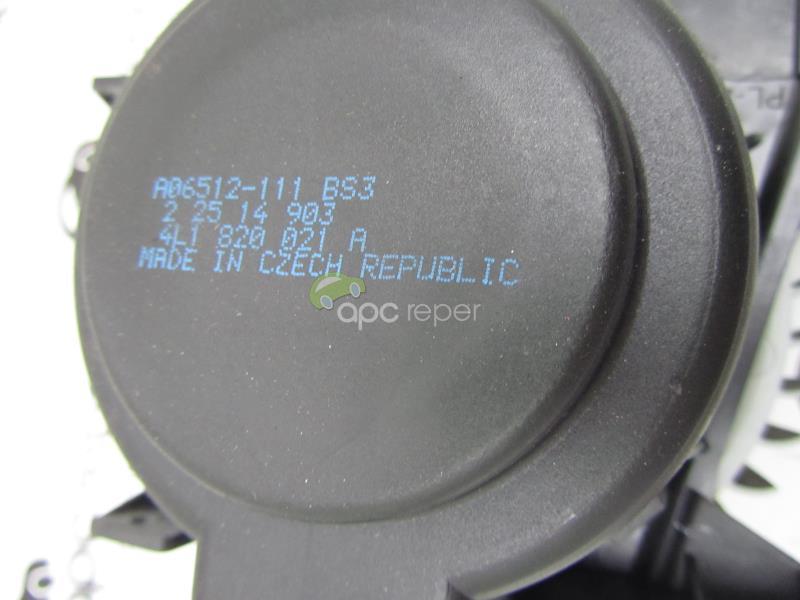 A06512-111 BS3
2 25 14 903
4L1 820 021 A
MADE IN CZECH REPUBLIC
apc reper